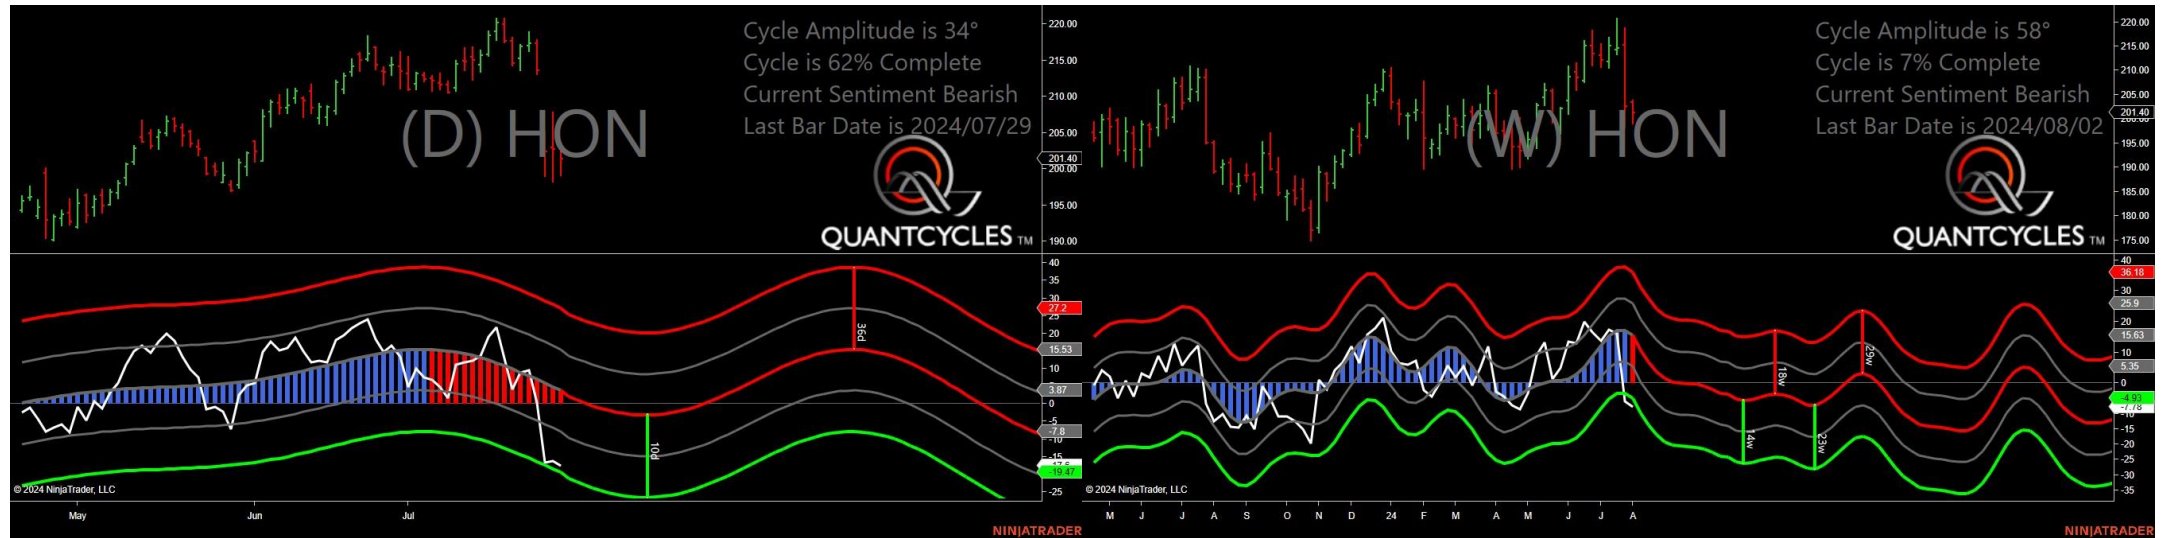 Cycle Amplitude is 34°
Cycle is 62% Complete
Current Sentiment Bearish
Last Bar Date is 2024/07/29
(D) HON
QUANTCYCLES TM
220.00
215.00
210.00
205.00
201.40
200.00
195.00
190.00
40
35
30
27.2
25
20
15.53
10
3.87
0
-5
-7.8
-10
-15
-19.47
-25
36d
10d
© 2024 NinjaTrader, LLC
May
Jun
Jul
NINJATRADER
Cycle Amplitude is 58°
Cycle is 7% Complete
Current Sentiment Bearish
Last Bar Date is 2024/08/02
(W) HON
QUANTCYCLES TM
220.00
215.00
210.00
205.00
201.40
200.00
195.00
190.00
185.00
180.00
175.00
40
36.18
30
25.9
20
15.63
10
5.35
0
-4.93
-7.78
-10
-15
-20
-25
-30
-35
18w
29w
14w
23w
© 2024 NinjaTrader, LLC
M J J A S O N D 24 F M A M J J A
NINJATRADER